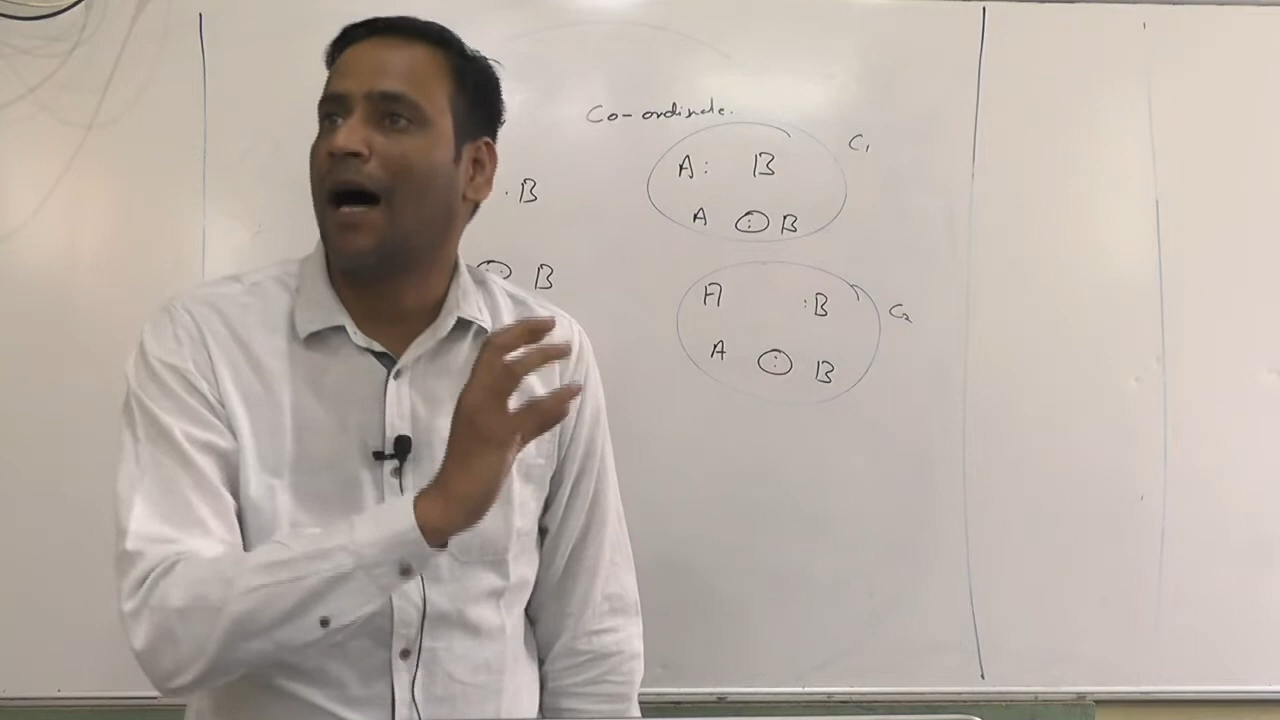 Co-ordinate.
A: B C1
A : B
. B
: B
A :B C2
A : B